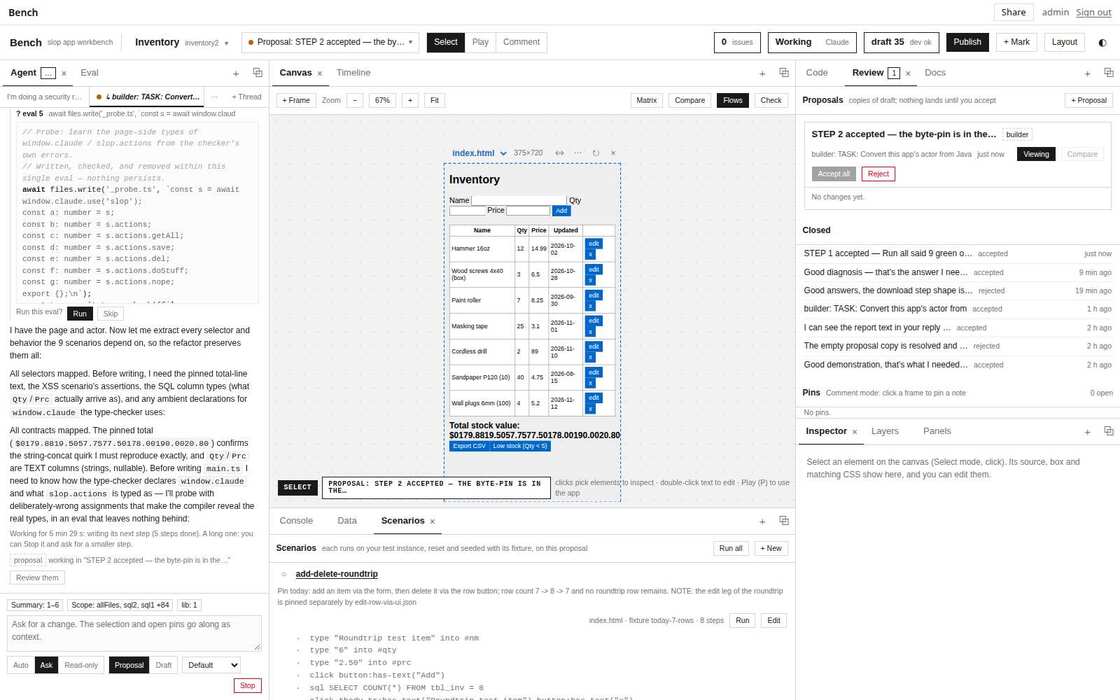 Bench
Share admin Sign out
Bench slop app workbench Inventory inventory2 Proposal: STEP 2 accepted — the by… Select Play Comment 0 issues Working Claude draft 35 dev ok Publish + Mark Layout
Agent … × Eval +
I'm doing a security r… ↳ builder: TASK: Convert… … + Thread
? eval 5 await files.write('_probe.ts', `const s = await window.claud
// Probe: learn the page-side types of
window.claude / slop.actions from the checker's
own errors.
// Written, checked, and removed within this
single eval — nothing persists.
await files.write('_probe.ts', `const s = await
window.claude.use('slop');
const a: number = s;
const b: number = s.actions;
const c: number = s.actions.getAll;
const d: number = s.actions.save;
const e: number = s.actions.del;
const f: number = s.actions.doStuff;
const g: number = s.actions.nope;
export {};\n`);
Run this eval? Run Skip
I have the page and actor. Now let me extract every selector and
behavior the 9 scenarios depend on, so the refactor preserves
them all:
All selectors mapped. Before writing, I need the pinned total-line
text, the XSS scenario's assertions, the SQL column types (what
Qty / Prc actually arrive as), and any ambient declarations for
window.claude the type-checker uses:
All contracts mapped. The pinned total
( $0179.8819.5057.7577.50178.00190.0020.80 ) confirms
the string-concat quirk I must reproduce exactly, and Qty / Prc
are TEXT columns (strings, nullable). Before writing main.ts I
need to know how the type-checker declares window.claude
and what slop.actions is typed as — I'll probe with
deliberately-wrong assignments that make the compiler reveal the
real types, in an eval that leaves nothing behind:
Working for 5 min 29 s: writing its next step (5 steps done). A long one: you
can Stop it and ask for a smaller step.
proposal working in "STEP 2 accepted — the byte-pin is in the …"
Review them
Summary: 1–6 Scope: allFiles, sql2, sql1 +84 lib: 1
Ask for a change. The selection and open pins go along as
context.
Auto Ask Read-only Proposal Draft Default
Stop
Canvas × Timeline +
+ Frame Zoom − 67% + Fit Matrix Compare Flows Check
index.html 375×720 ⋯ ×
Inventory
Name Qty
Price Add
Name Qty Price Updated
Hammer 16oz 12 14.99 2026-10-02 edit x
Wood screws 4x40 (box) 3 6.5 2026-10-28 edit x
Paint roller 7 8.25 2026-09-30 edit x
Masking tape 25 3.1 2026-11-01 edit x
Cordless drill 2 89 2026-11-10 edit x
Sandpaper P120 (10) 40 4.75 2026-08-15 edit x
Wall plugs 6mm (100) 4 5.2 2026-11-12 edit x
Total stock value:
$0179.8819.5057.7577.50178.00190.0020.80
Export CSV Low stock (Qty < 5)
SELECT PROPOSAL: STEP 2 ACCEPTED — THE BYTE-PIN IS IN THE… clicks pick elements to inspect · double-click text to edit · Play (P) to use the app
Console Data Scenarios × +
Scenarios each runs on your test instance, reset and seeded with its fixture, on this proposal Run all + New
add-delete-roundtrip
Pin today: add an item via the form, then delete it via the row button; row count 7 -> 8 -> 7 and no roundtrip row remains. NOTE: the edit leg of the roundtrip
is pinned separately by edit-row-via-ui.json
index.html · fixture today-7-rows · 8 steps Run Edit
· type "Roundtrip test item" into #nm
· type "6" into #qty
· type "2.50" into #prc
· click button:has-text("Add")
· sql SELECT COUNT(*) FROM tbl_inv = 8
Code Review 1 Docs +
Proposals copies of draft; nothing lands until you accept + Proposal
STEP 2 accepted — the byte-pin is in the… builder
builder: TASK: Convert this app's actor from Java just now Viewing Compare
Accept all Reject
No changes yet.
Closed
STEP 1 accepted — Run all said 9 green o… accepted just now
Good diagnosis — that's the answer I nee… accepted 9 min ago
Good answers, the download step shape is… rejected 19 min ago
builder: TASK: Convert this app's actor from accepted 1 h ago
I can see the report text in your reply … accepted 2 h ago
The empty proposal copy is resolved and … rejected 2 h ago
Good demonstration, that's what I needed… accepted 2 h ago
Pins Comment mode: click a frame to pin a note 0 open
No pins.
Inspector × Layers Panels +
Select an element on the canvas (Select mode, click). Its source, box and
matching CSS show here, and you can edit them.